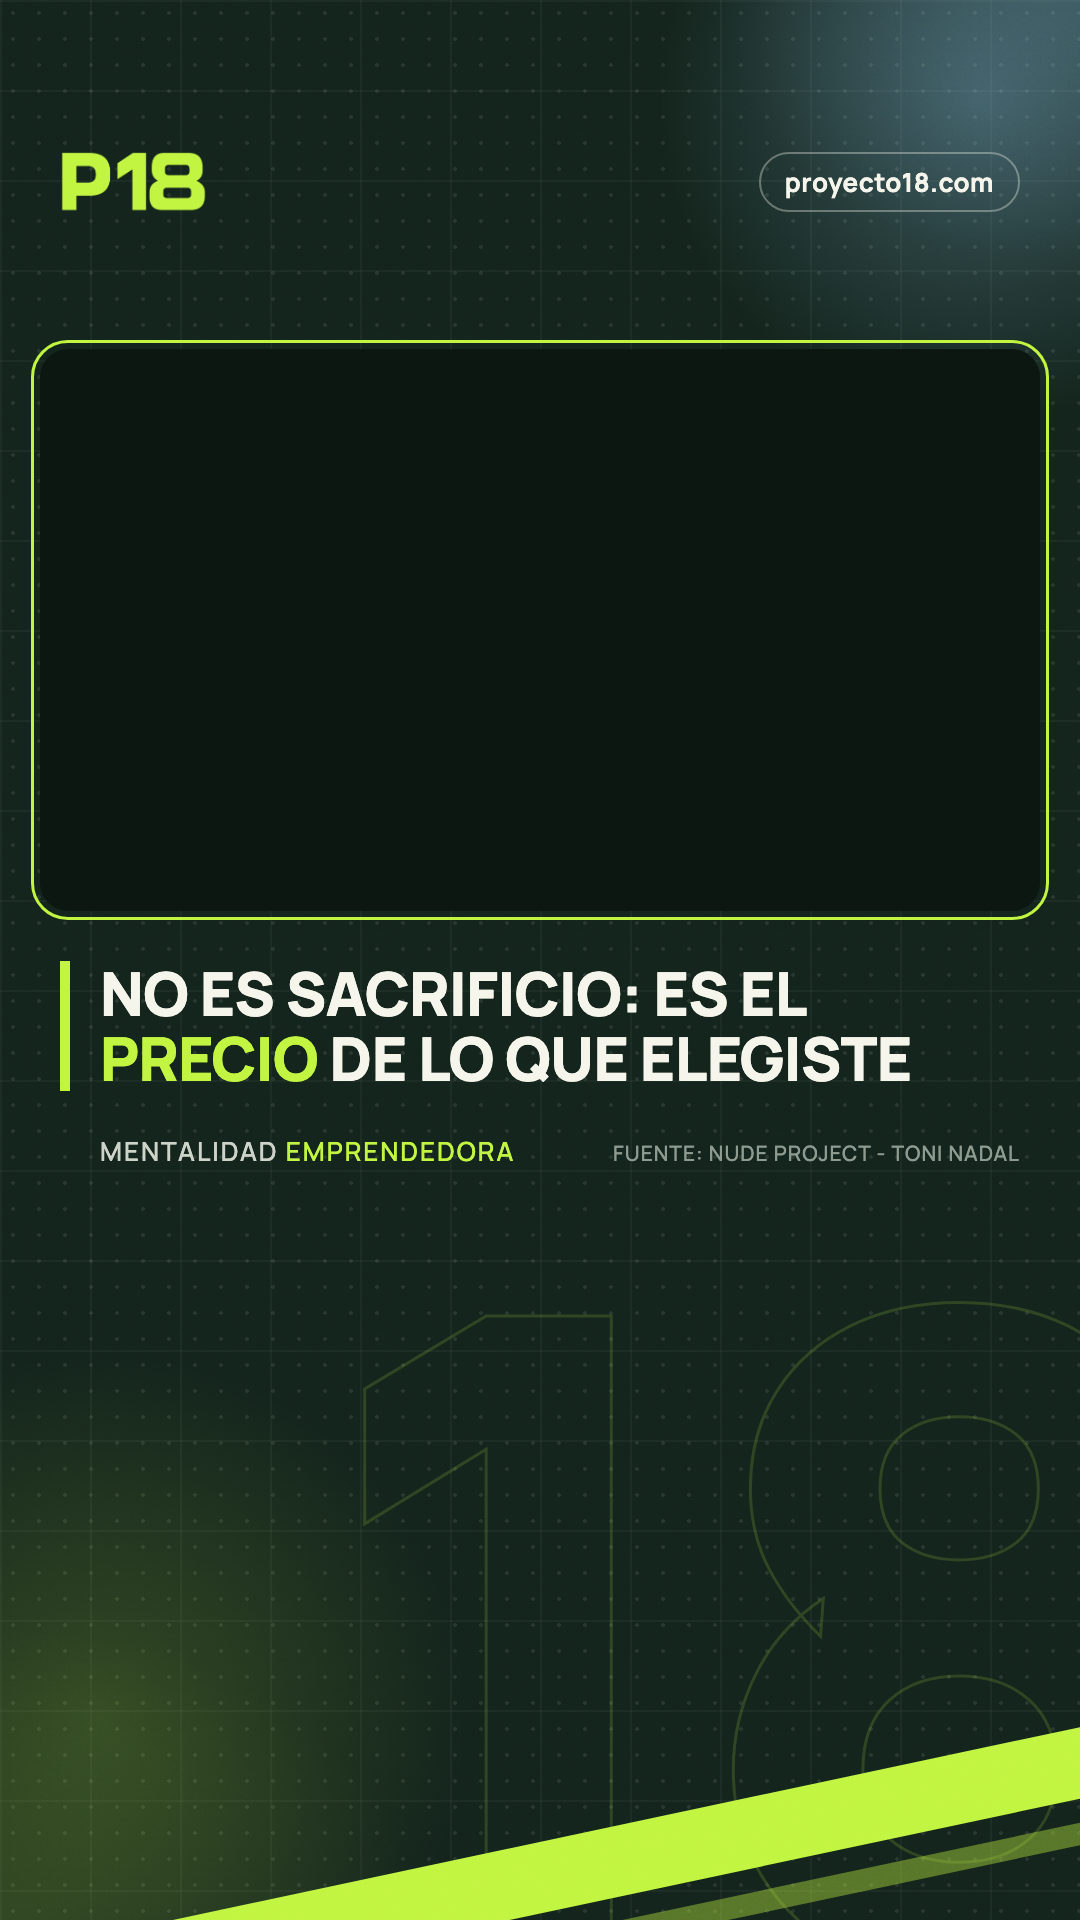 P18
proyecto18.com
NO ES SACRIFICIO: ES EL
PRECIO DE LO QUE ELEGISTE
MENTALIDAD EMPRENDEDORA
FUENTE: NUDE PROJECT - TONI NADAL
18